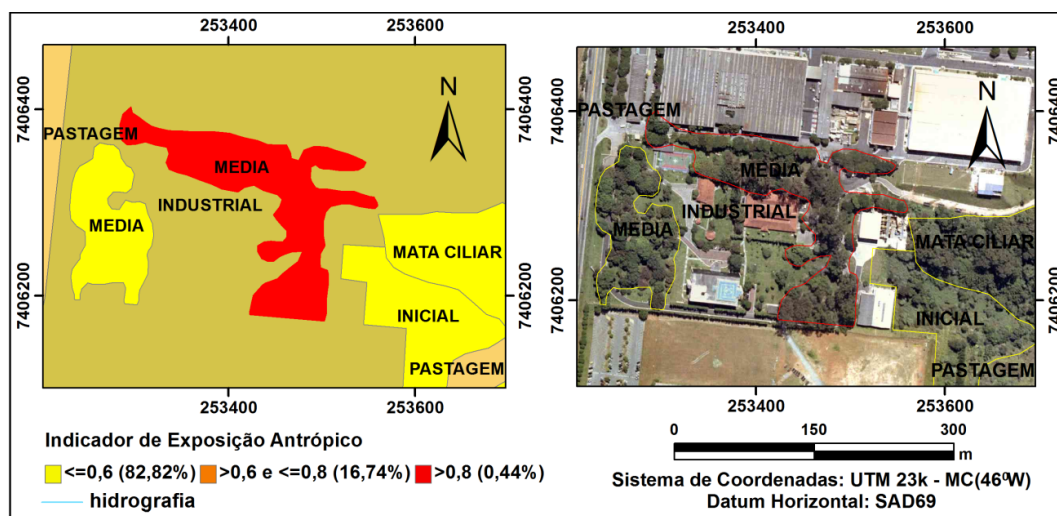 253400
253600
7406400
7406200
PASTAGEM
MEDIA
INDUSTRIAL
MEDIA
MATA CILIAR
INICIAL
PASTAGEM
N
7406400
7406200
253400
253600
253400
253600
7406400
7406200
PASTAGEM
MEDIA
INDUSTRIAL
MEDIA
MATA CILIAR
INICIAL
PASTAGEM
N
7406400
7406200
253400
253600
Indicador de Exposição Antrópico
<=0,6 (82,82%) >0,6 e <=0,8 (16,74%) >0,8 (0,44%)
hidrografia
0 150 300
m
Sistema de Coordenadas: UTM 23k - MC(46ºW)
Datum Horizontal: SAD69